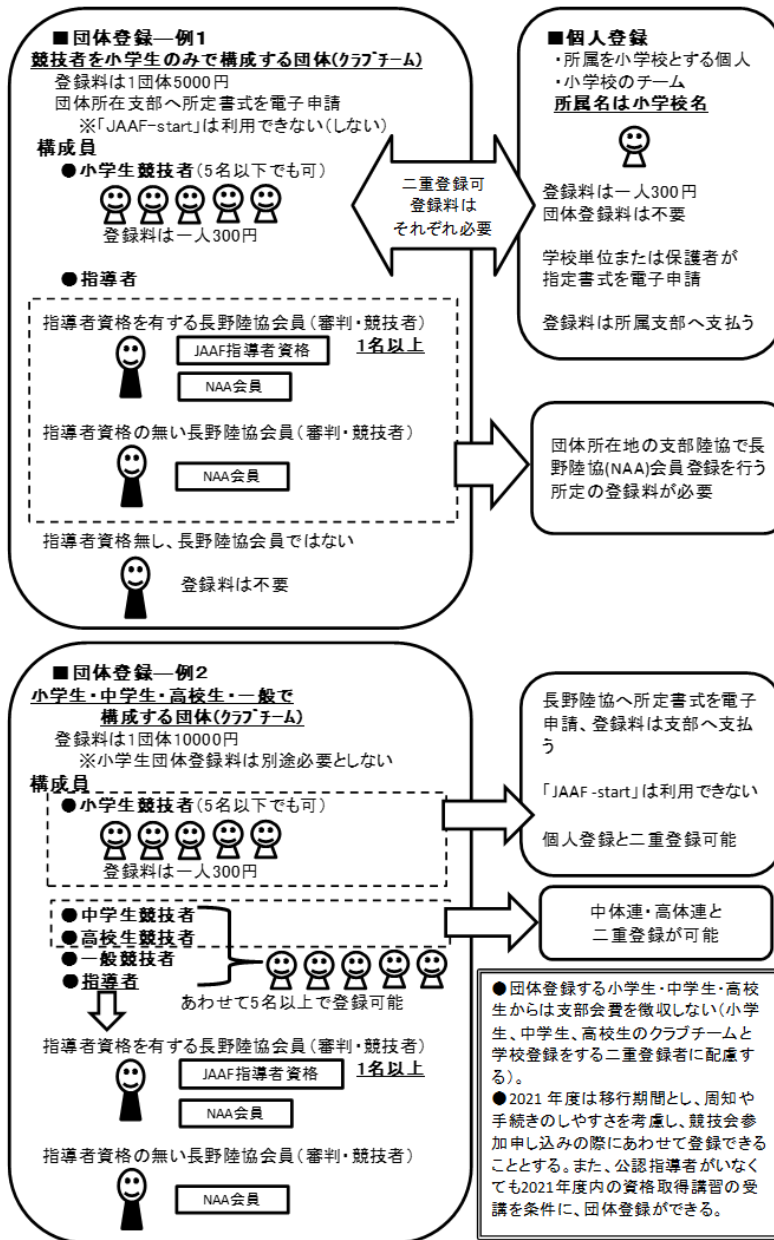 ■団体登録―例1
競技者を小学生のみで構成する団体(クラブチーム)
登録料は1団体5000円
団体所在支部へ所定書式を電子申請
※「JAAF-start」は利用できない(しない)
構成員
●小学生競技者(5名以下でも可)
登録料は一人300円
●指導者
指導者資格を有する長野陸協会員(審判・競技者)
JAAF指導者資格
1名以上
NAA会員
指導者資格の無い長野陸協会員(審判・競技者)
NAA会員
指導者資格無し、長野陸協会員ではない
登録料は不要
二重登録可
登録料は
それぞれ必要
■個人登録
・所属を小学校とする個人
・小学校のチーム
所属名は小学校名
登録料は一人300円
団体登録料は不要
学校単位または保護者が
指定書式を電子申請
登録料は所属支部へ支払う
団体所在地の支部陸協で長
野陸協(NAA)会員登録を行う
所定の登録料が必要
■団体登録―例2
小学生・中学生・高校生・一般で
構成する団体(クラブチーム)
登録料は1団体10000円
※小学生団体登録料は別途必要としない
構成員
●小学生競技者(5名以下でも可)
登録料は一人300円
●中学生競技者
●高校生競技者
●一般競技者
●指導者
あわせて5名以上で登録可能
指導者資格を有する長野陸協会員(審判・競技者)
JAAF指導者資格
1名以上
NAA会員
指導者資格の無い長野陸協会員(審判・競技者)
NAA会員
長野陸協へ所定書式を電子
申請、登録料は支部へ支払
う
「JAAF-start」は利用できない
個人登録と二重登録可能
中体連・高体連と
二重登録が可能
●団体登録する小学生・中学生・高校
生からは支部会費を徴収しない(小学
生、中学生、高校生のクラブチームと
学校登録をする二重登録者に配慮す
る)。
●2021年度は移行期間とし、周知や
手続きのしやすさを考慮し、競技会参
加申し込みの際にあわせて登録できる
こととする。また、公認指導者がいなく
ても2021年度内の資格取得講習の受
講を条件に、団体登録ができる。